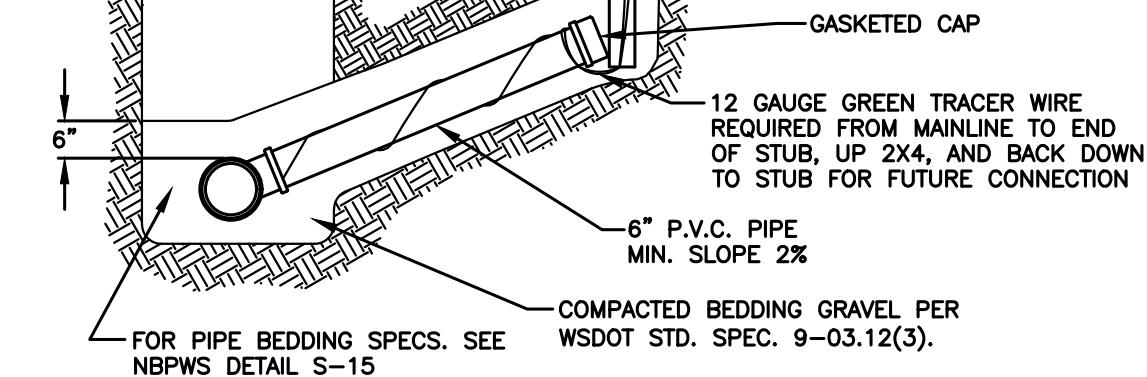 GASKETED CAP
12 GAUGE GREEN TRACER WIRE
REQUIRED FROM MAINLINE TO END
OF STUB, UP 2X4, AND BACK DOWN
TO STUB FOR FUTURE CONNECTION
6"
6" P.V.C. PIPE
MIN. SLOPE 2%
COMPACTED BEDDING GRAVEL PER
WSDOT STD. SPEC. 9-03.12(3).
FOR PIPE BEDDING SPECS. SEE
NBPWS DETAIL S-15